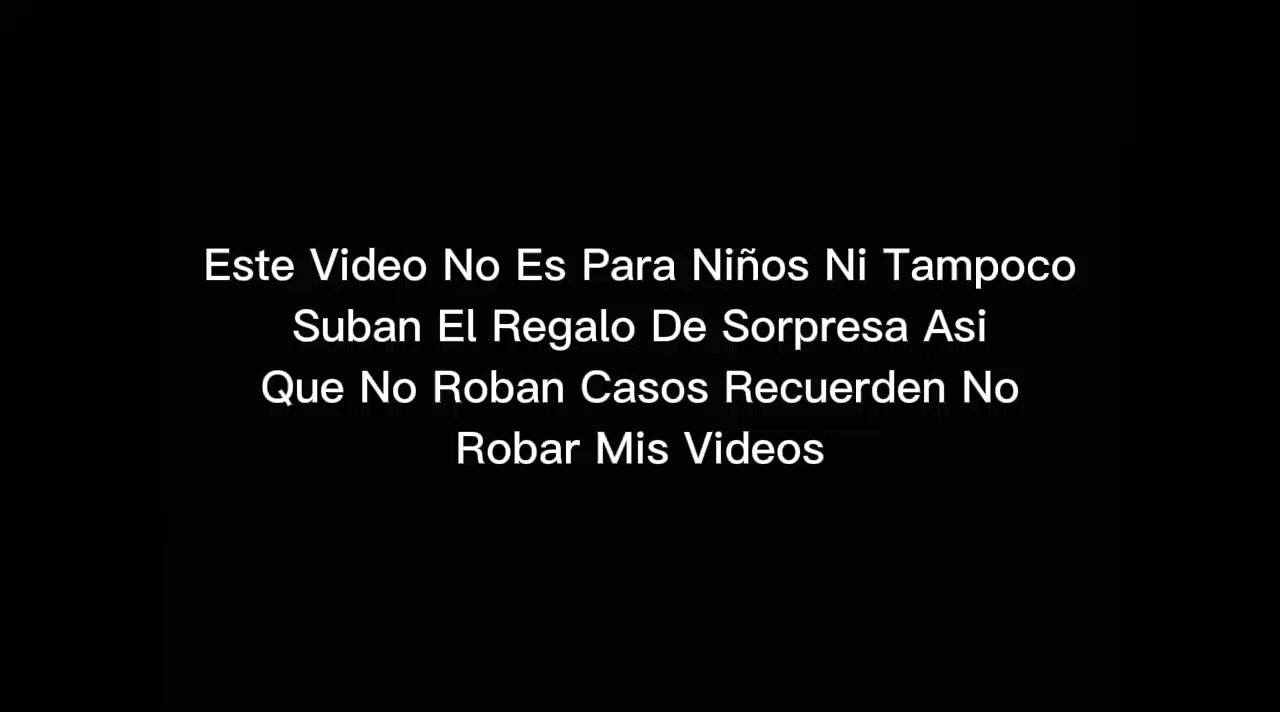 Este Video No Es Para Niños Ni Tampoco
Suban El Regalo De Sorpresa Asi
Que No Roban Casos Recuerden No
Robar Mis Videos